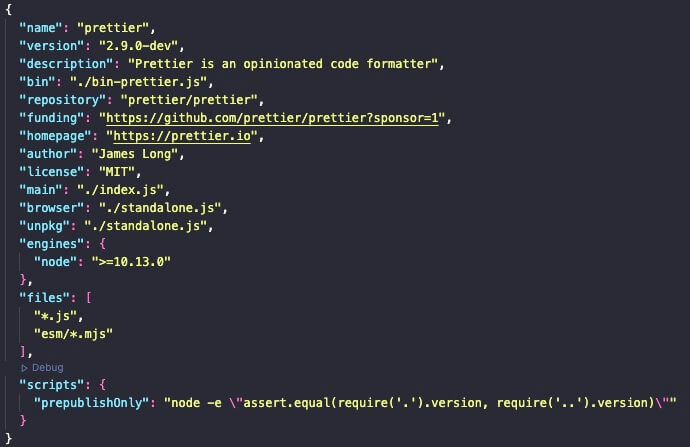 {
  "name": "prettier",
  "version": "2.9.0-dev",
  "description": "Prettier is an opinionated code formatter",
  "bin": "./bin-prettier.js",
  "repository": "prettier/prettier",
  "funding": "https://github.com/prettier/prettier?sponsor=1",
  "homepage": "https://prettier.io",
  "author": "James Long",
  "license": "MIT",
  "main": "./index.js",
  "browser": "./standalone.js",
  "unpkg": "./standalone.js",
  "engines": {
    "node": ">=10.13.0"
  },
  "files": [
    "*.js",
    "esm/*.mjs"
  ],
  ▷ Debug
  "scripts": {
    "prepublishOnly": "node -e \"assert.equal(require('.').version, require('..').version)\""
  }
}